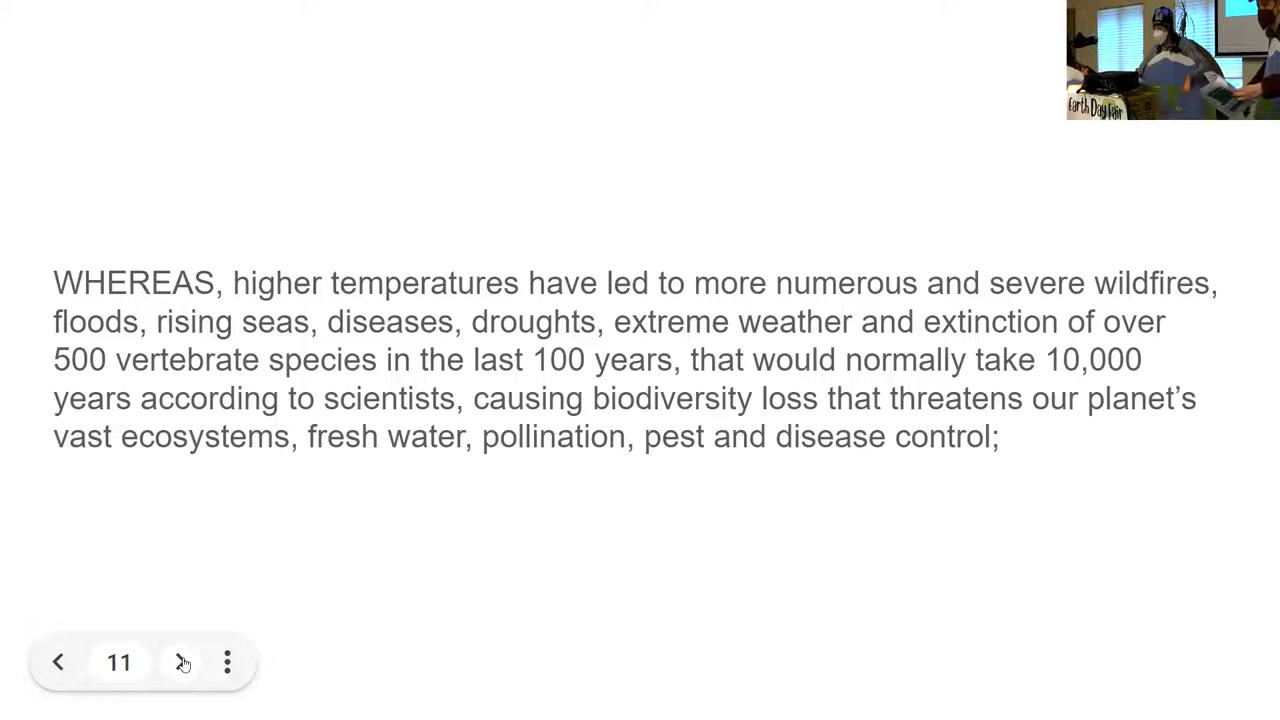 Earth Day Fair
WHEREAS, higher temperatures have led to more numerous and severe wildfires,
floods, rising seas, diseases, droughts, extreme weather and extinction of over
500 vertebrate species in the last 100 years, that would normally take 10,000
years according to scientists, causing biodiversity loss that threatens our planet’s
vast ecosystems, fresh water, pollination, pest and disease control;
11